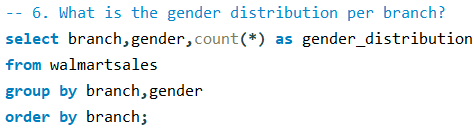 -- 6. What is the gender distribution per branch?
select branch,gender,count(*) as gender_distribution
from walmartsales
group by branch,gender
order by branch;